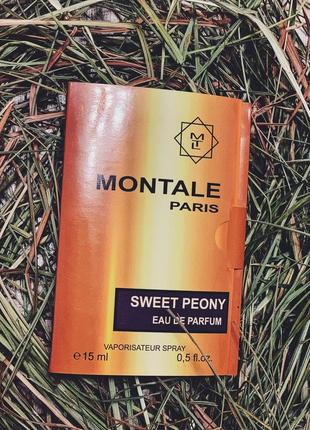 MONTALE
PARIS
SWEET PEONY
EAU DE PARFUM
VAPORISATEUR SPRAY
e 15 ml 0,5 fl.oz.